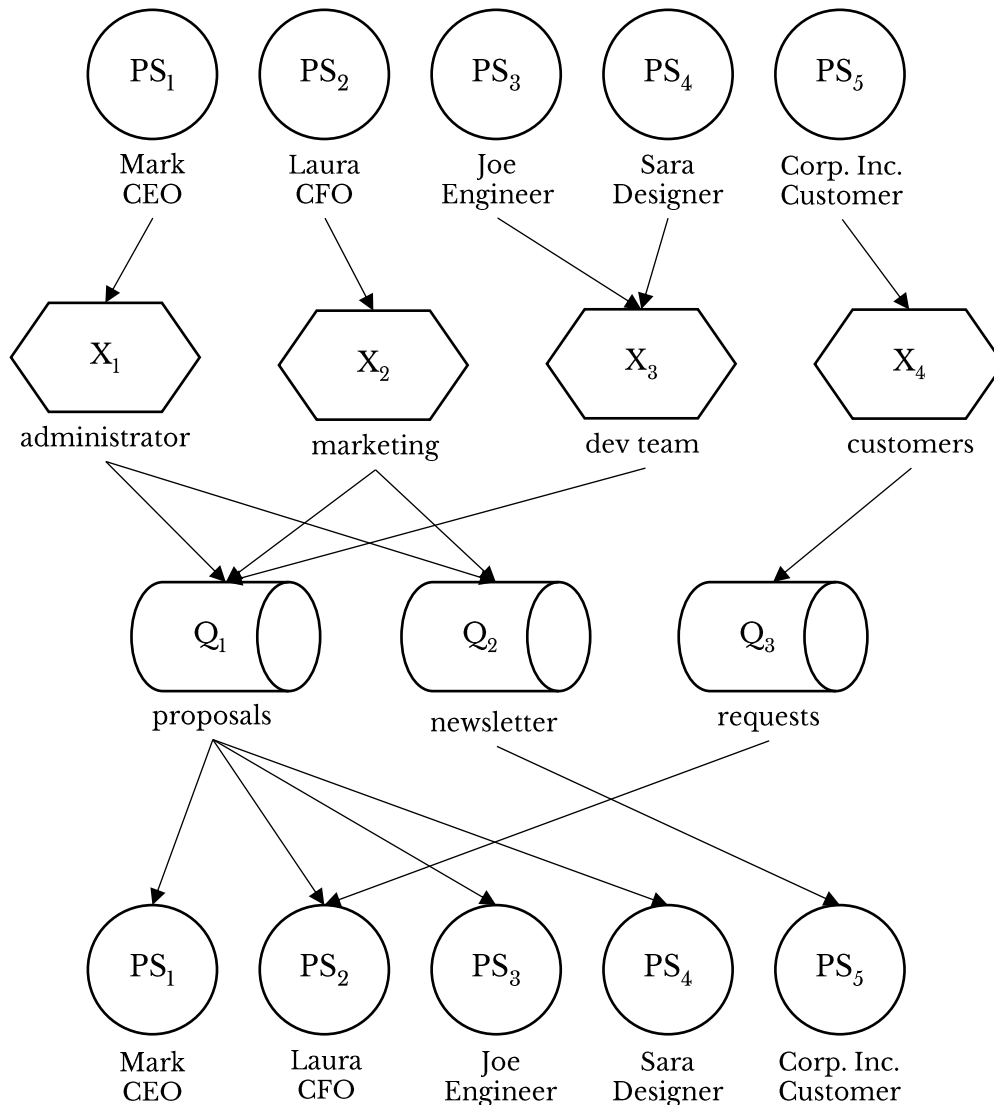 PS1 PS2 PS3 PS4 PS5
Mark Laura Joe Sara Corp. Inc.
CEO CFO Engineer Designer Customer
X1 X2 X3 X4
administrator marketing dev team customers
Q1 Q2 Q3
proposals newsletter requests
PS1 PS2 PS3 PS4 PS5
Mark Laura Joe Sara Corp. Inc.
CEO CFO Engineer Designer Customer